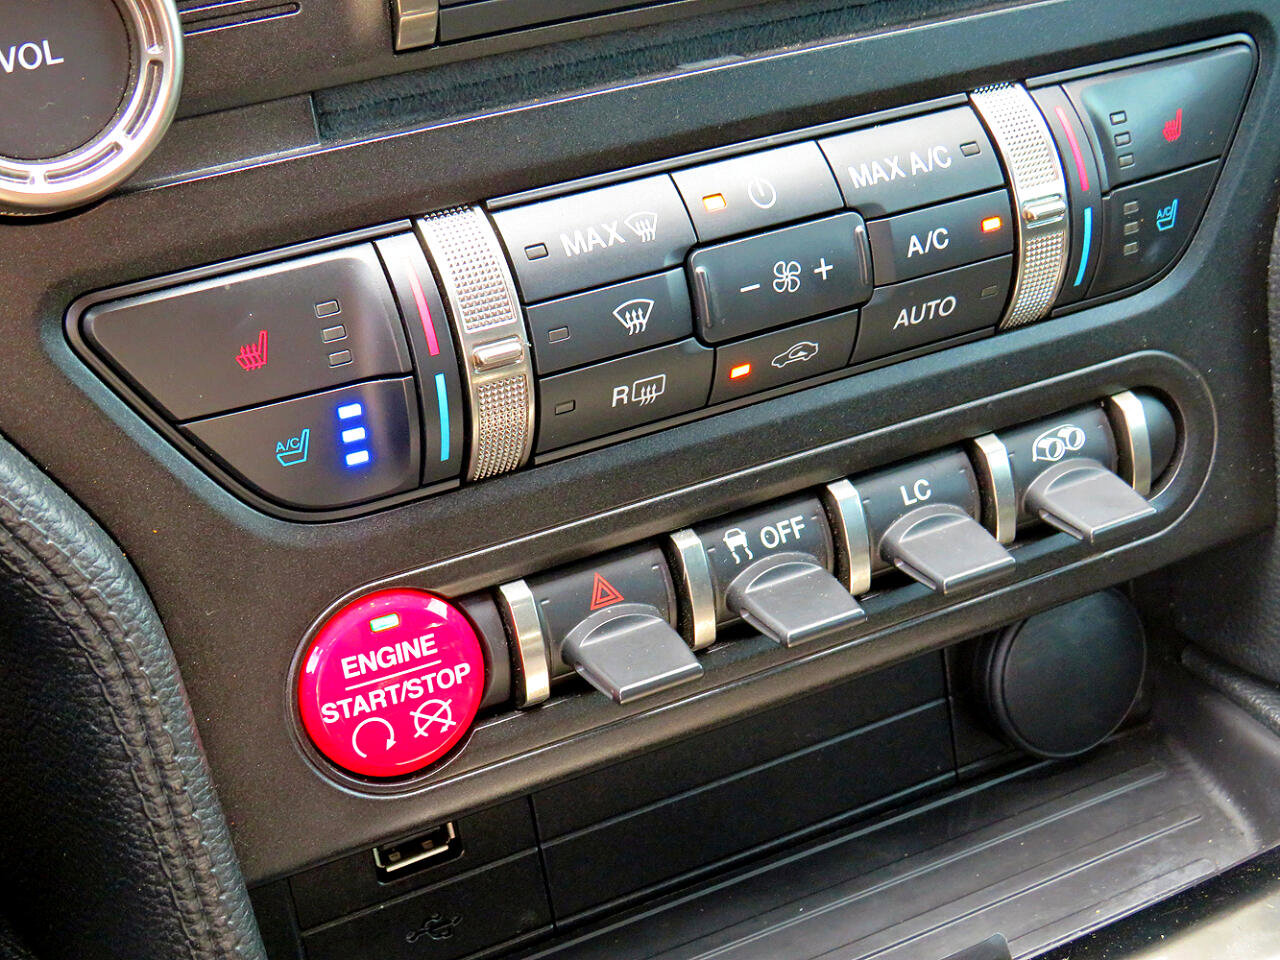 VOL
MAX
MAX A/C
A/C
- +
AUTO
R
A/C
A/C
ENGINE
START/STOP
OFF
LC